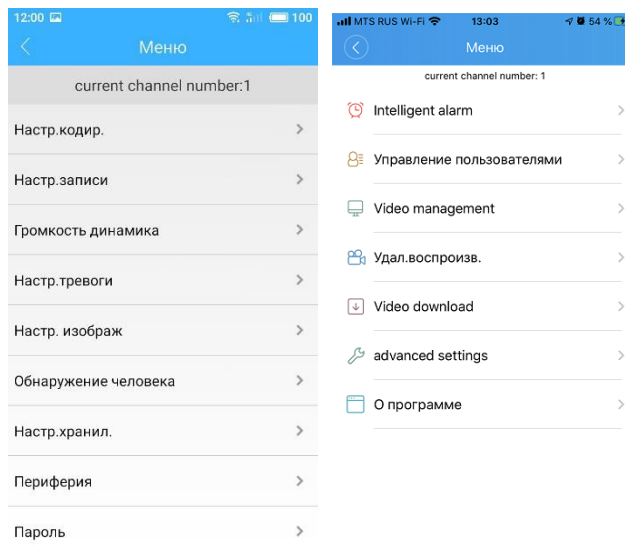 12:00
100
Меню
current channel number:1
Настр.кодир.
Настр.записи
Громкость динамика
Настр.тревоги
Настр. изображ
Обнаружение человека
Настр.хранил.
Периферия
Пароль
MTS RUS Wi-Fi
13:03
54 %
Меню
current channel number: 1
Intelligent alarm
Управление пользователями
Video management
Удал.воспроизв.
Video download
advanced settings
О программе